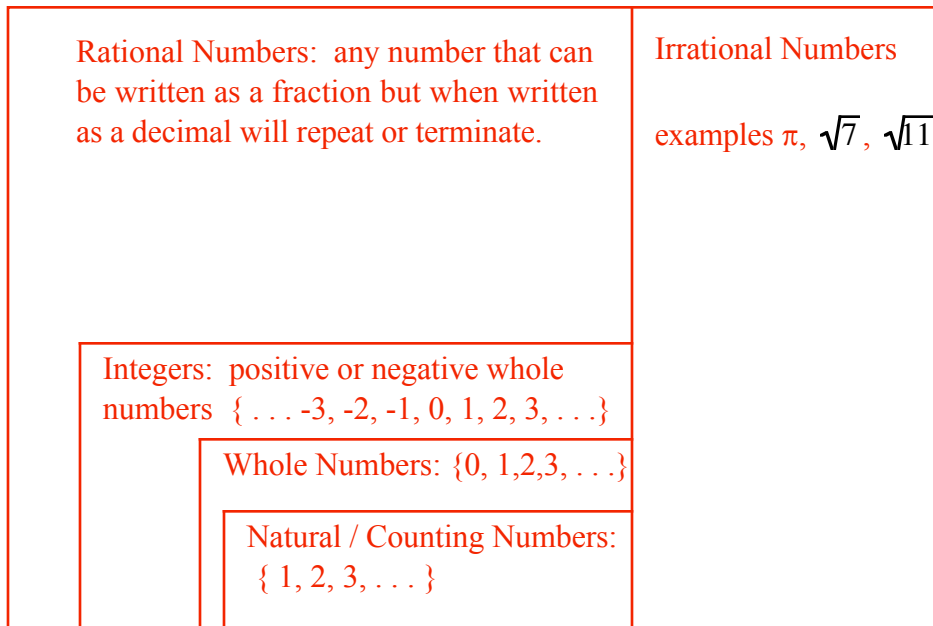 Rational Numbers: any number that can
be written as a fraction but when written
as a decimal will repeat or terminate.
Irrational Numbers
examples π, √7, √11
Integers: positive or negative whole
numbers { . . . -3, -2, -1, 0, 1, 2, 3, . . .}
Whole Numbers: {0, 1,2,3, . . .}
Natural / Counting Numbers:
{ 1, 2, 3, . . . }